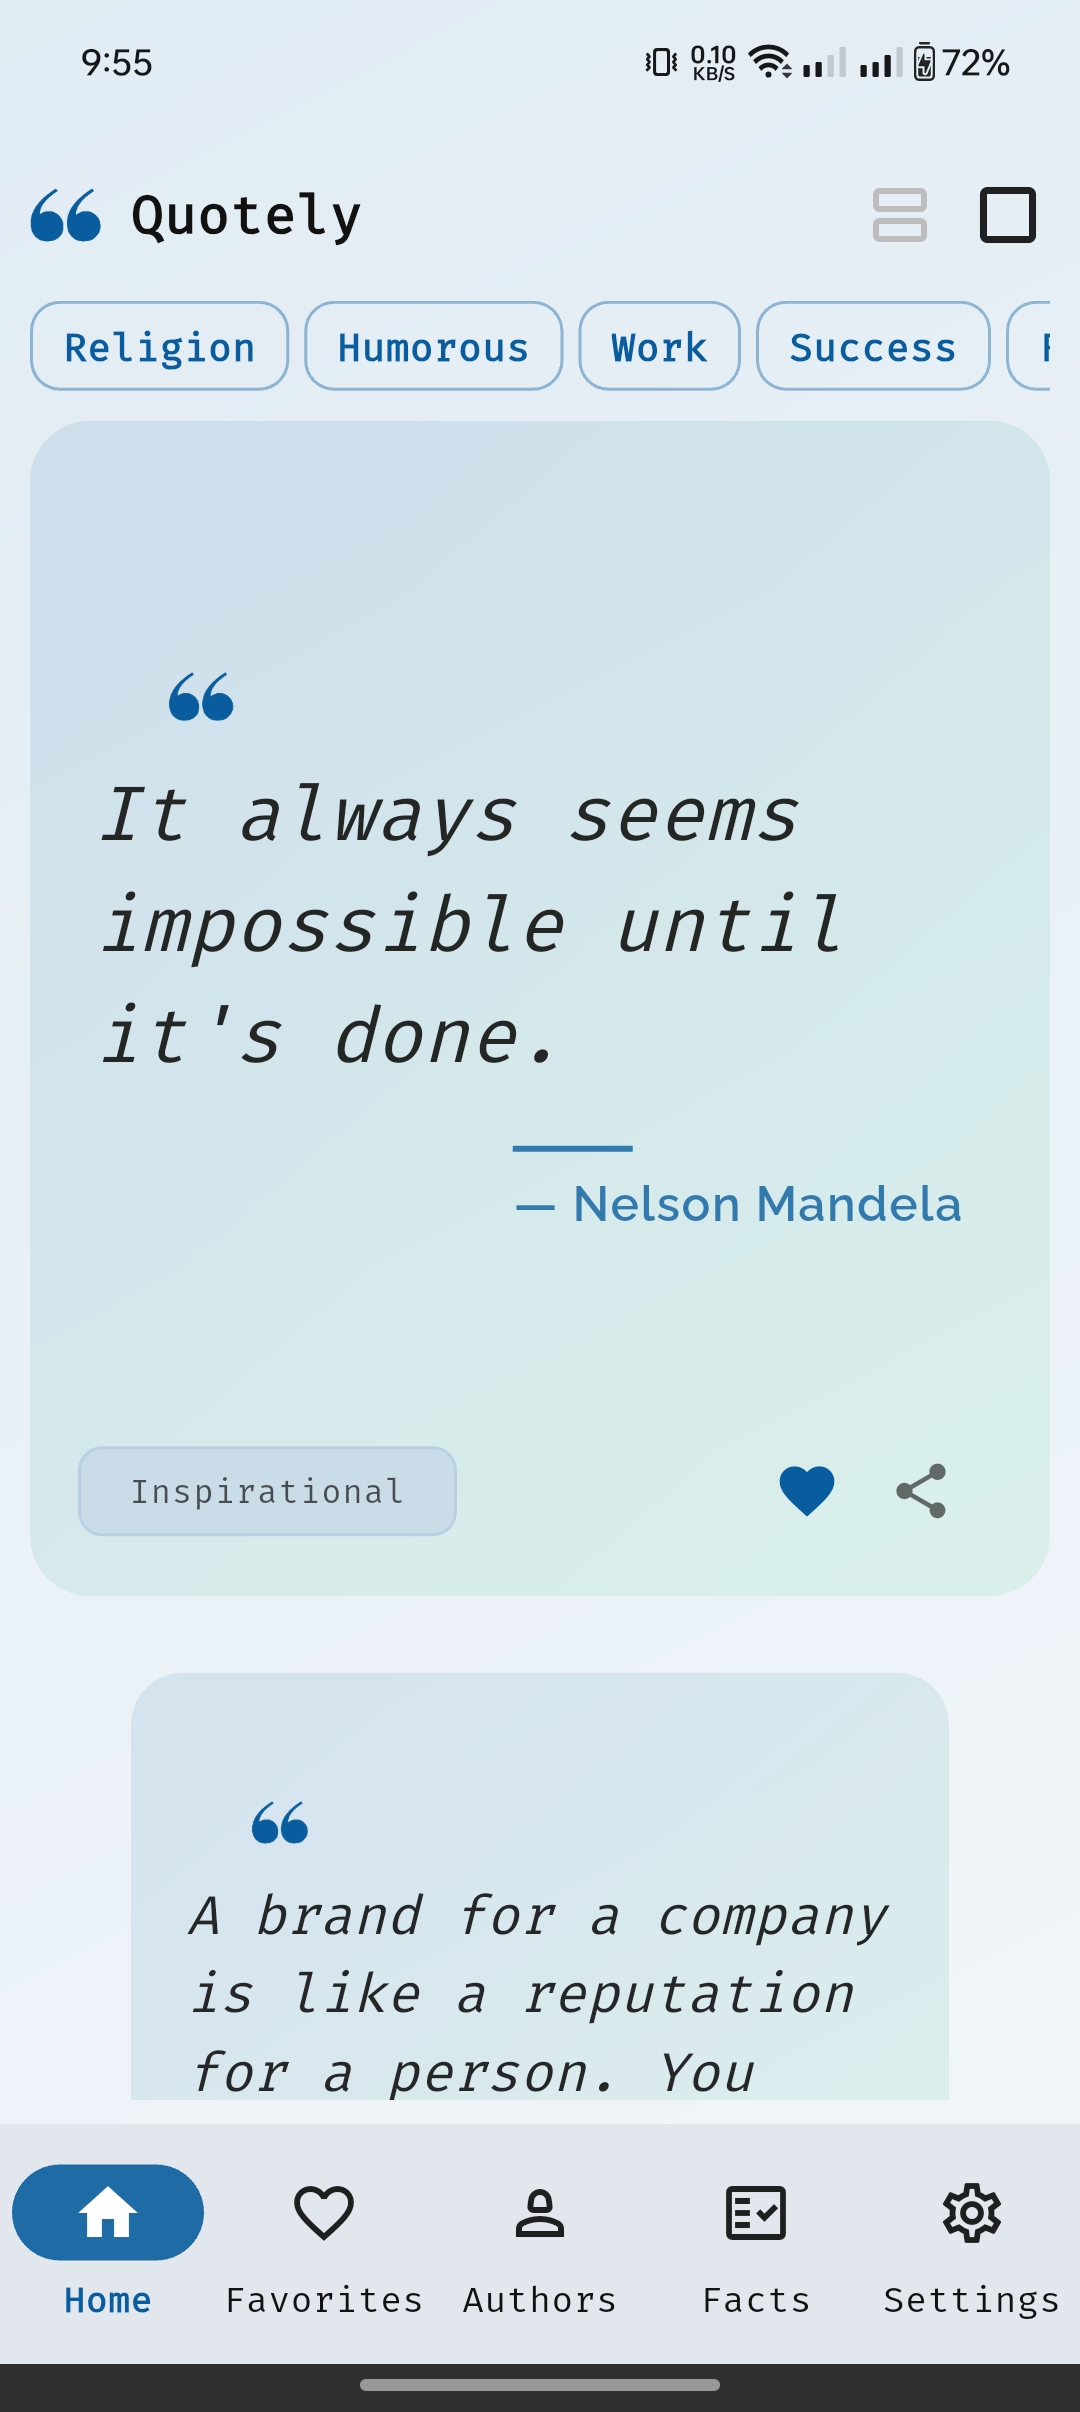 9:55
0.10
KB/S
72%
Quotely
Religion
Humorous
Work
Success
It always seems
impossible until
it's done.
— Nelson Mandela
Inspirational
A brand for a company
is like a reputation
for a person. You
Home
Favorites
Authors
Facts
Settings